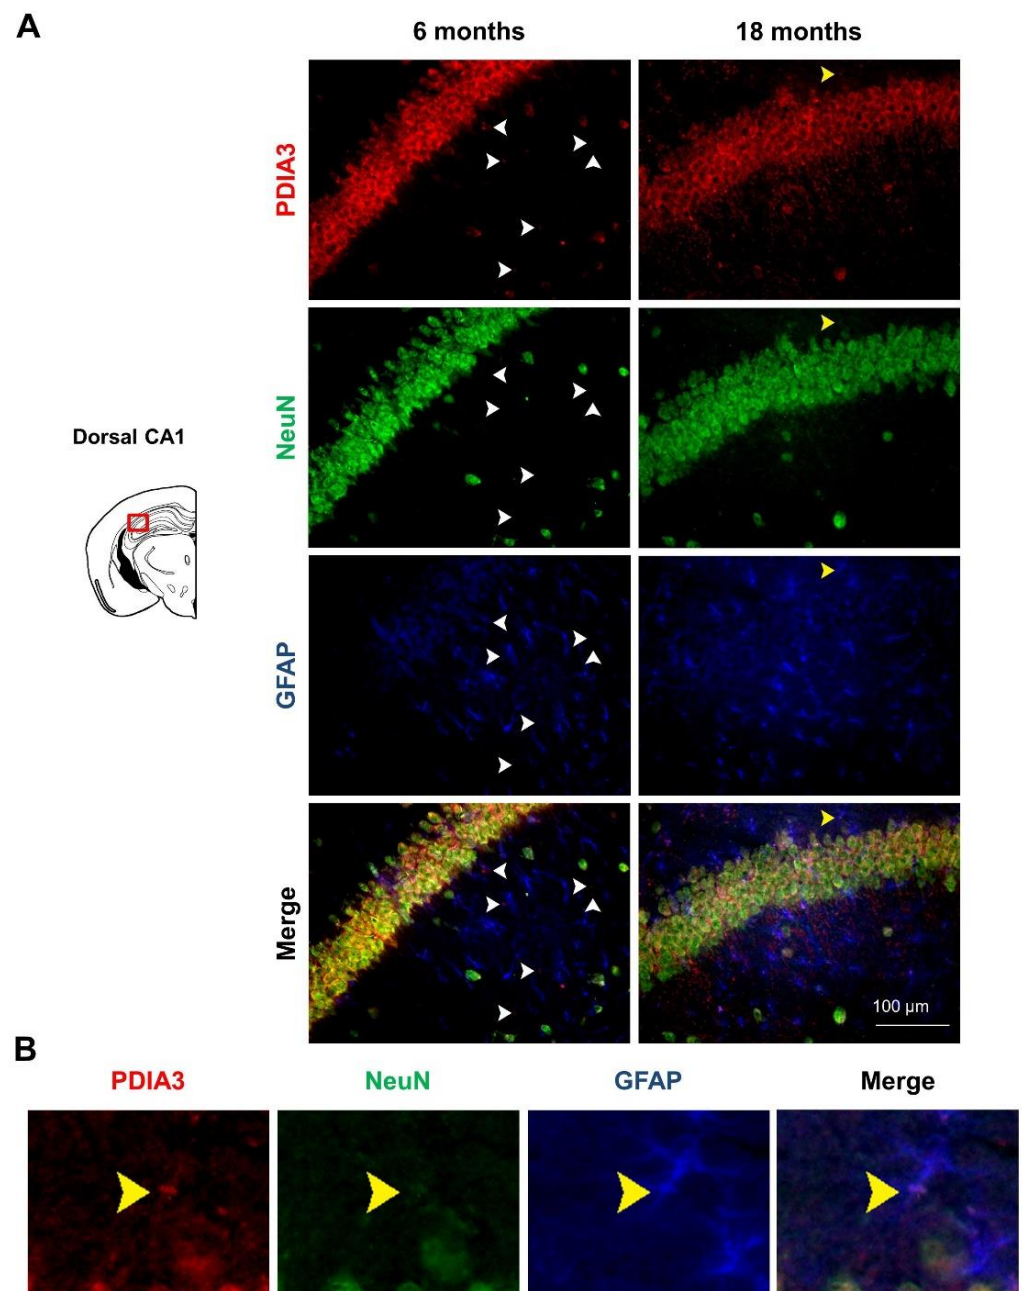 A
6 months 18 months
PDIA3
NeuN
Dorsal CA1
GFAP
Merge
100 µm
B
PDIA3 NeuN GFAP Merge